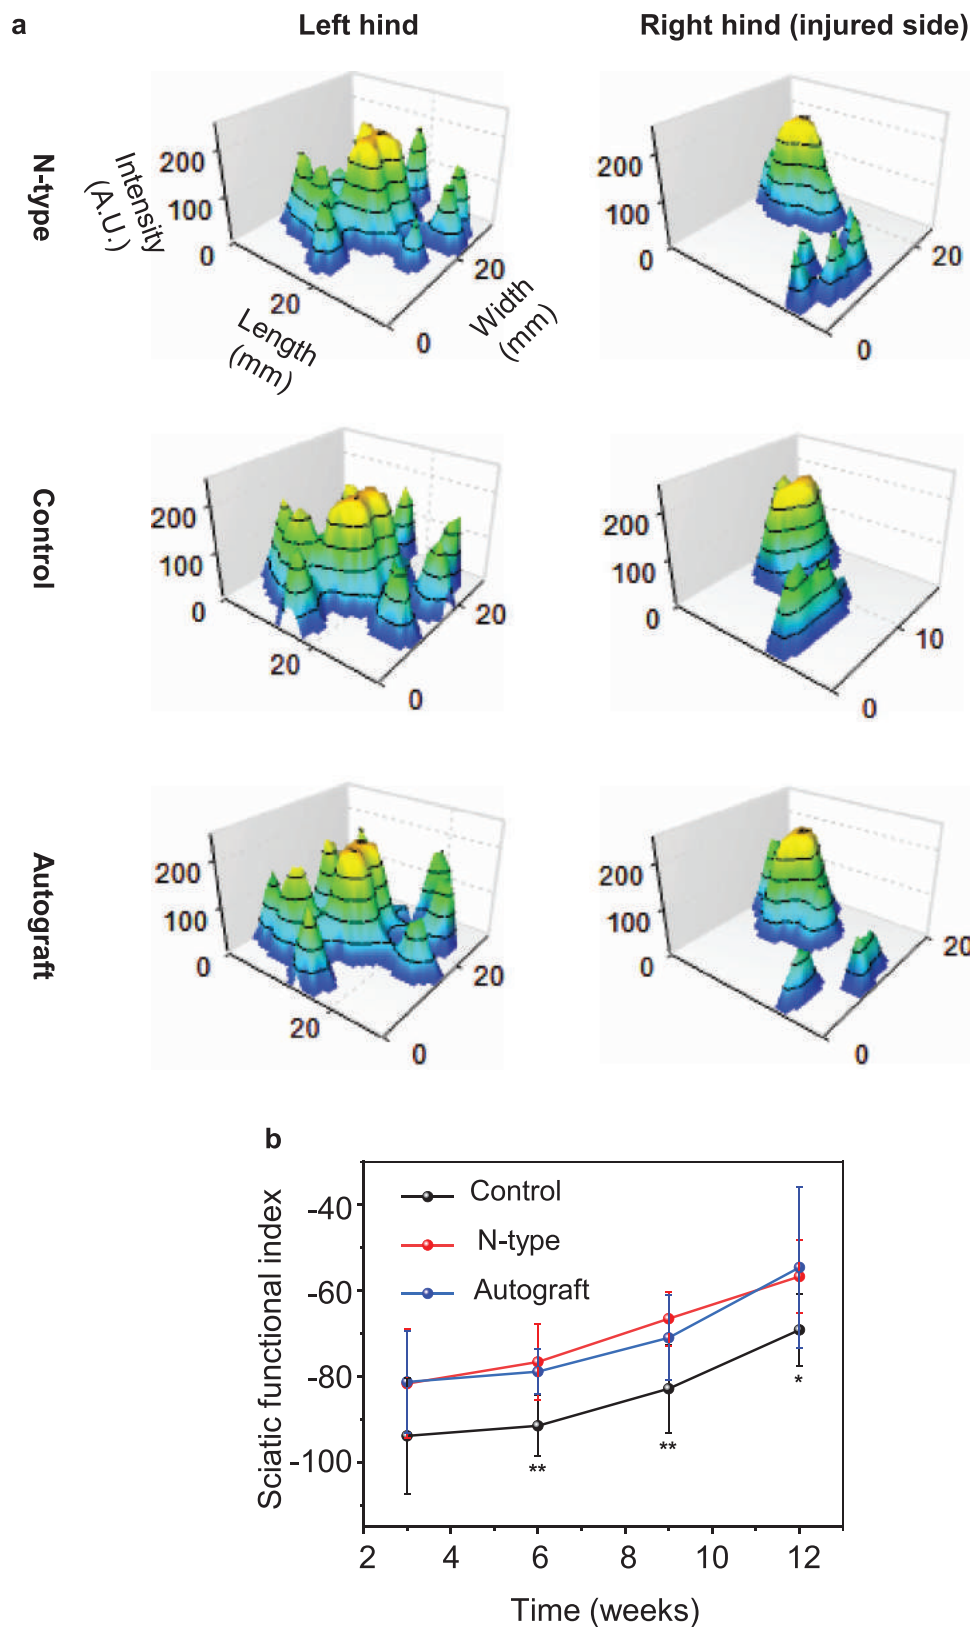 a
Left hind
Right hind (injured side)
N-type
Intensity
(A.U.)
200
100
0
20
Length
(mm)
0
20
Width
(mm)
200
100
0
0
20
Control
200
100
0
20
0
20
200
100
0
0
10
Autograft
200
100
0
20
0
20
200
100
0
0
20
b
Sciatic functional index
-40
-60
-80
-100
Control
N-type
Autograft
**
**
*
2
4
6
8
10
12
Time (weeks)